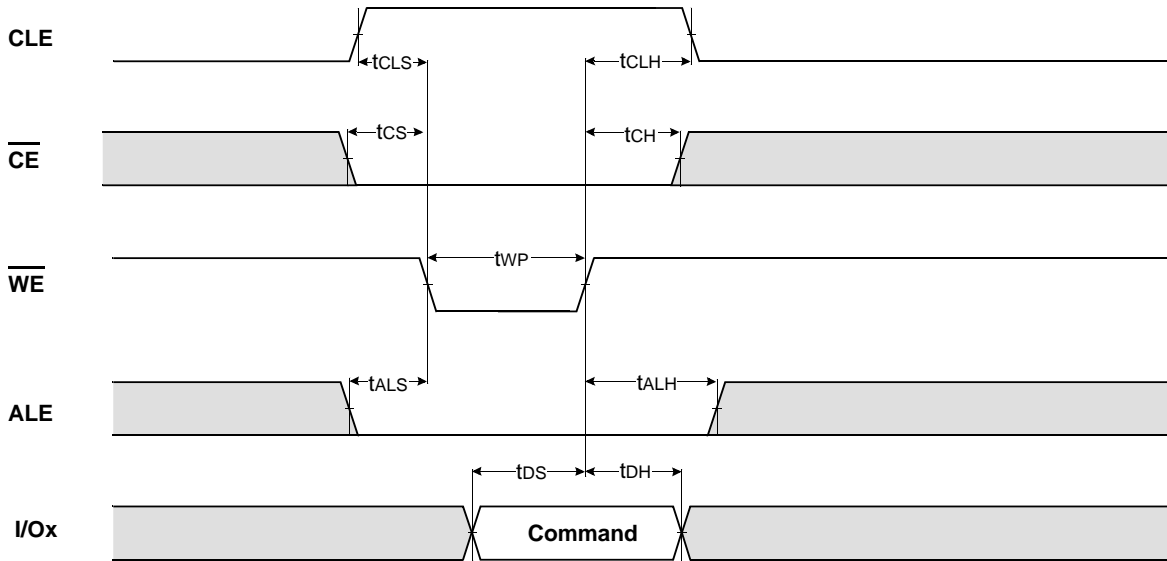 CLE
tCLS
tCLH
CE
tCS
tCH
WE
tWP
ALE
tALS
tALH
I/Ox
tDS
tDH
Command